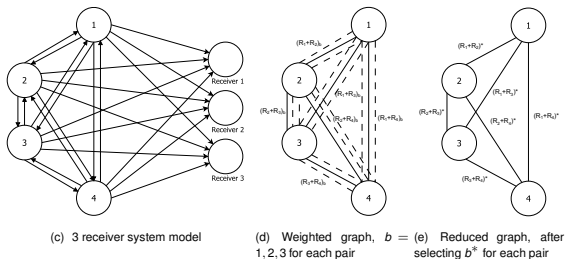 1
2
3
4
Receiver 1
Receiver 2
Receiver 3
(c) 3 receiver system model
1
2
3
4
(R₁+R₂)b
(R₁+R₃)b
(R₂+R₃)b
(R₂+R₄)b
(R₁+R₄)b
(R₃+R₄)b
(d) Weighted graph, b =
1, 2, 3 for each pair
1
2
3
4
(R₁+R₂)*
(R₁+R₃)*
(R₂+R₃)*
(R₂+R₄)*
(R₁+R₄)*
(R₃+R₄)*
(e) Reduced graph, after
selecting b* for each pair